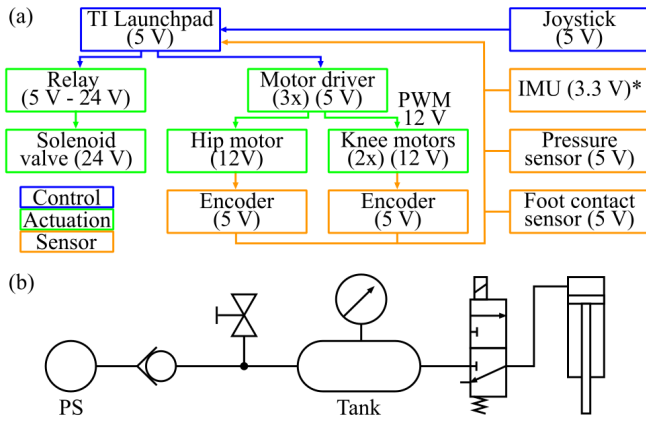 (a)
TI Launchpad
(5 V)
Joystick
(5 V)
Relay
(5 V - 24 V)
Motor driver
(3x) (5 V)
IMU (3.3 V)*
PWM
12 V
Solenoid
valve (24 V)
Hip motor
(12V)
Knee motors
(2x) (12 V)
Pressure
sensor (5 V)
Control
Actuation
Sensor
Encoder
(5 V)
Encoder
(5 V)
Foot contact
sensor (5 V)
(b)
PS
Tank